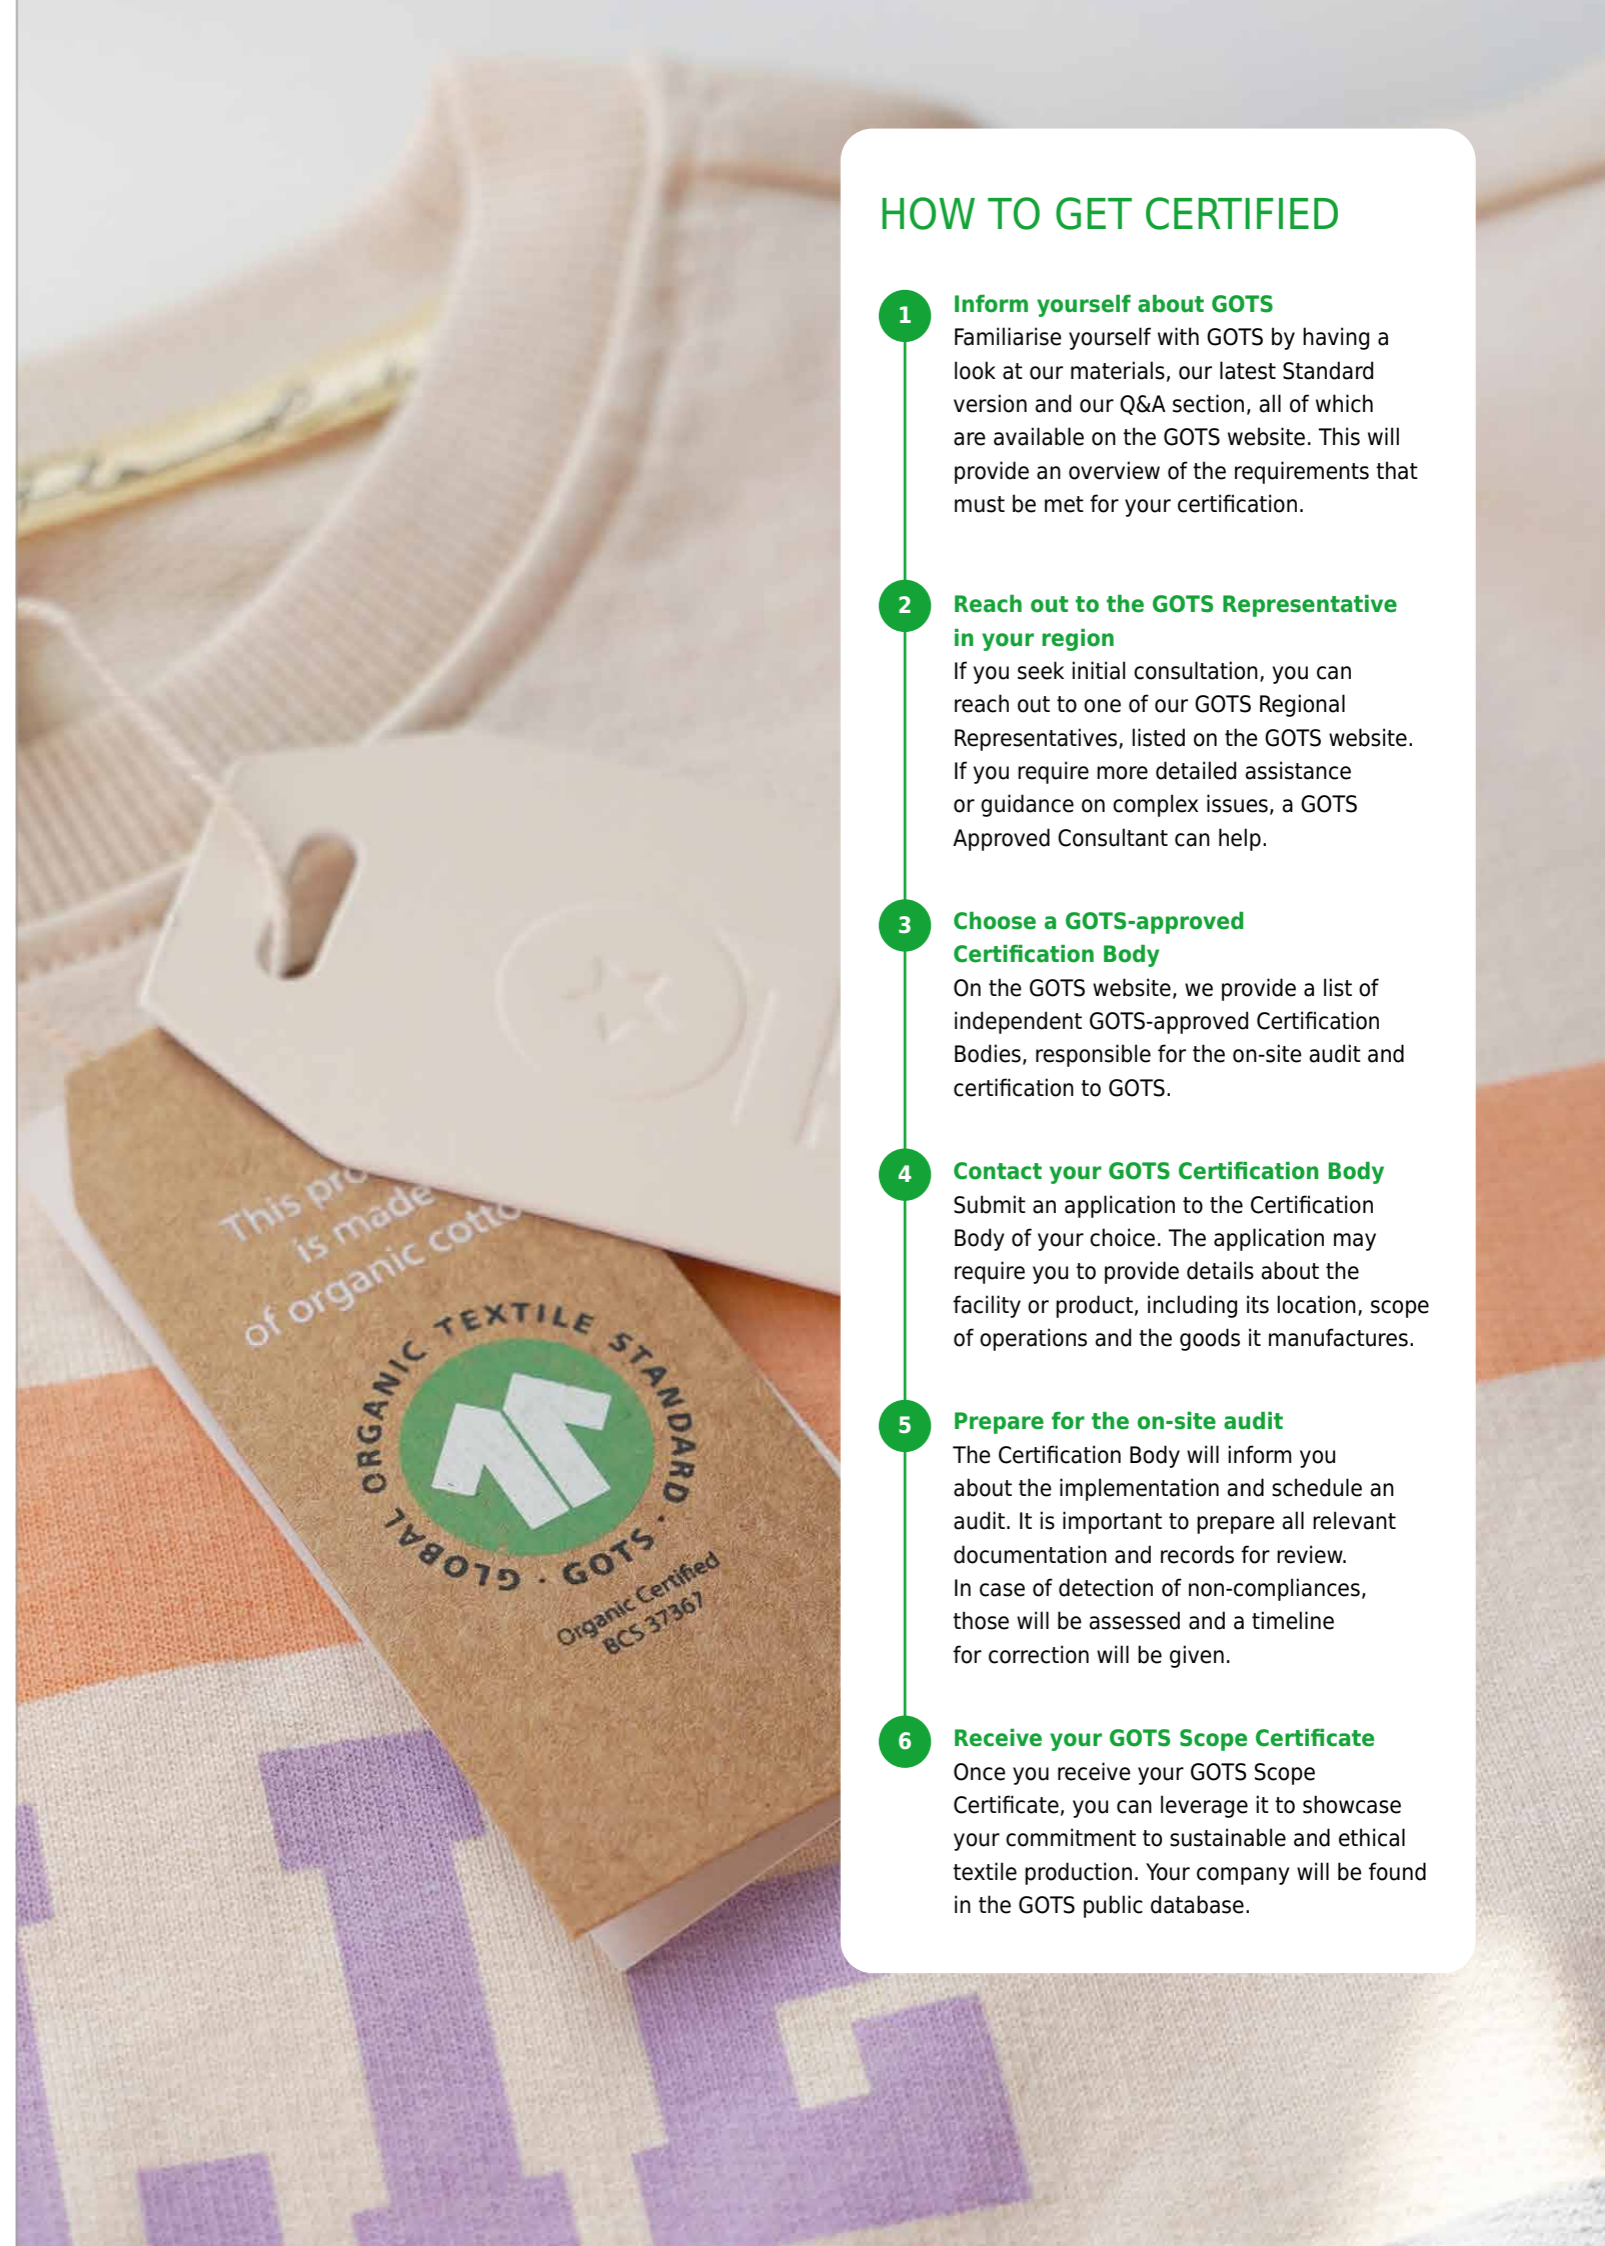 HOW TO GET CERTIFIED
1
Inform yourself about GOTS
Familiarise yourself with GOTS by having a
look at our materials, our latest Standard
version and our Q&A section, all of which
are available on the GOTS website. This will
provide an overview of the requirements that
must be met for your certification.
2
Reach out to the GOTS Representative
in your region
If you seek initial consultation, you can
reach out to one of our GOTS Regional
Representatives, listed on the GOTS website.
If you require more detailed assistance
or guidance on complex issues, a GOTS
Approved Consultant can help.
3
Choose a GOTS-approved
Certification Body
On the GOTS website, we provide a list of
independent GOTS-approved Certification
Bodies, responsible for the on-site audit and
certification to GOTS.
4
Contact your GOTS Certification Body
Submit an application to the Certification
Body of your choice. The application may
require you to provide details about the
facility or product, including its location, scope
of operations and the goods it manufactures.
5
Prepare for the on-site audit
The Certification Body will inform you
about the implementation and schedule an
audit. It is important to prepare all relevant
documentation and records for review.
In case of detection of non-compliances,
those will be assessed and a timeline
for correction will be given.
6
Receive your GOTS Scope Certificate
Once you receive your GOTS Scope
Certificate, you can leverage it to showcase
your commitment to sustainable and ethical
textile production. Your company will be found
in the GOTS public database.
This pro
is made
of organic cotto
GLOBAL ORGANIC TEXTILE STANDARD · GOTS ·
Organic Certified
BCS 37367